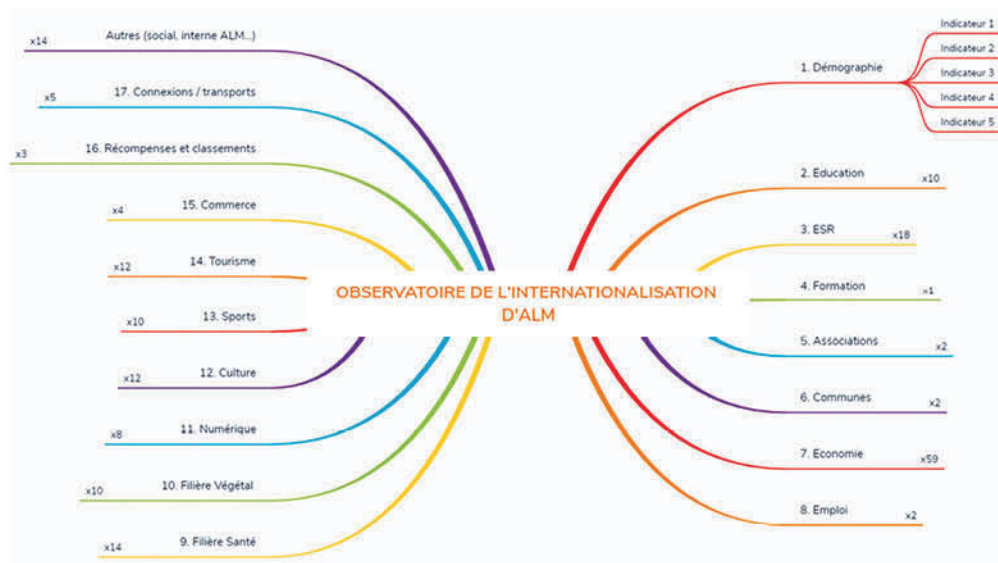 OBSERVATOIRE DE L'INTERNATIONALISATION
D'ALM
1. Démographie
Indicateur 1
Indicateur 2
Indicateur 3
Indicateur 4
Indicateur 5
2. Education x10
3. ESR x18
4. Formation x1
5. Associations x2
6. Communes x2
7. Economie x59
8. Emploi x2
x14 9. Filière Santé
x10 10. Filière Végétal
x8 11. Numérique
x12 12. Culture
x10 13. Sports
x12 14. Tourisme
x4 15. Commerce
x3 16. Récompenses et classements
x5 17. Connexions / transports
x14 Autres (social, interne ALM...)